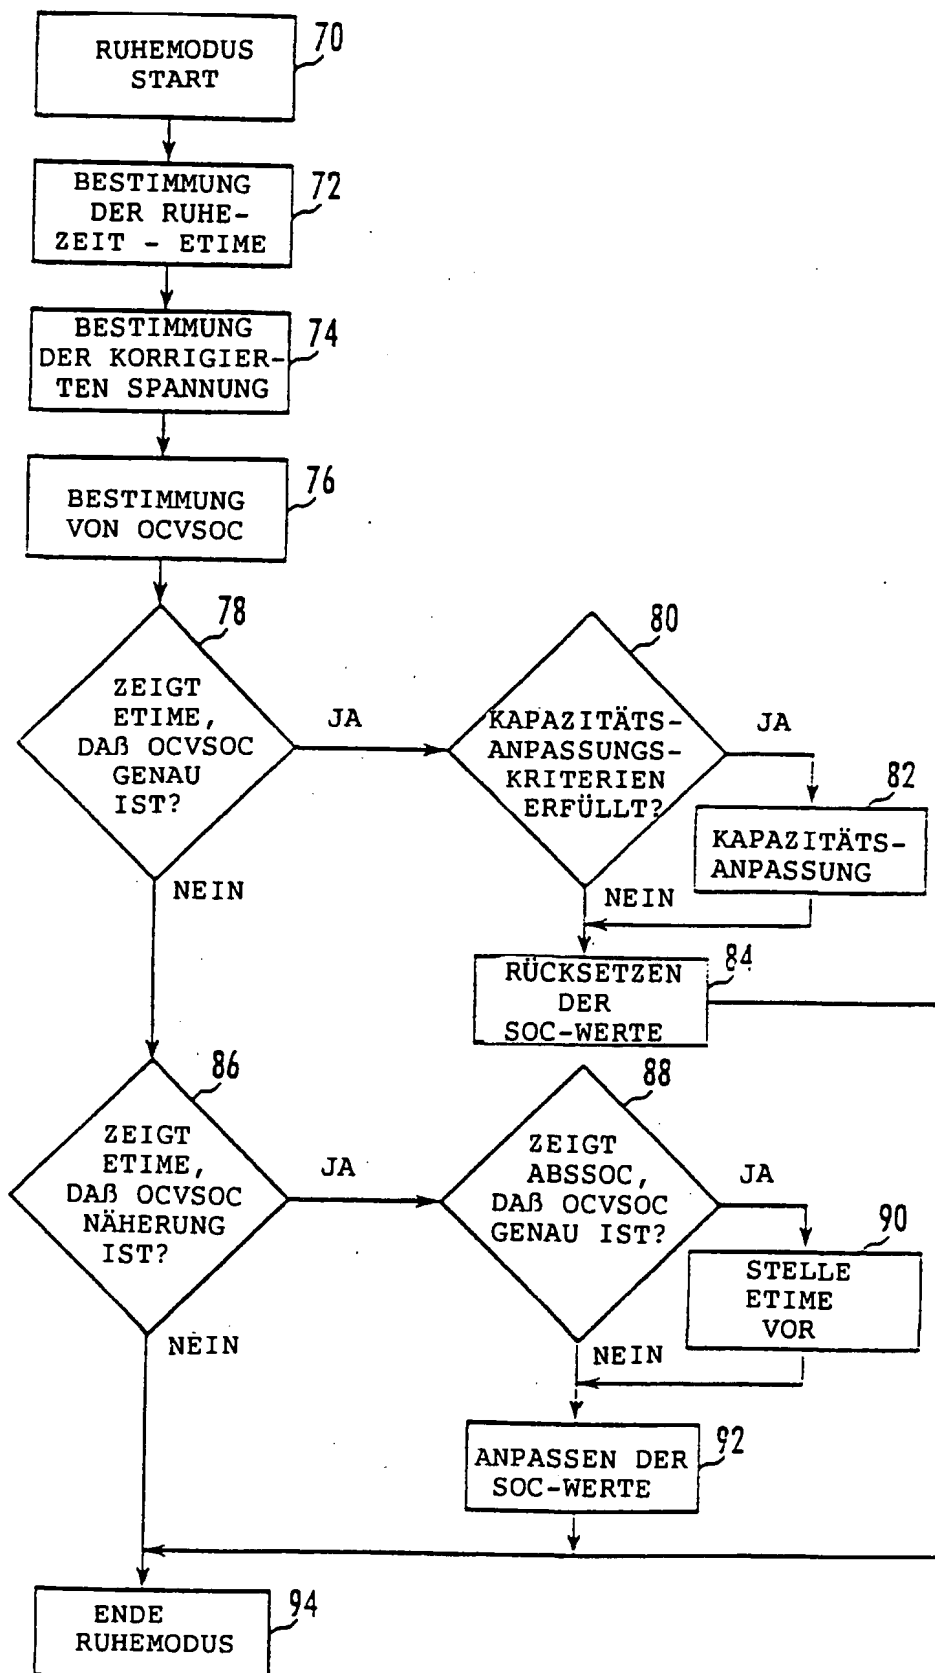 RUHEMODUS
START
70
BESTIMMUNG
DER RUHE-
ZEIT - ETIME
72
BESTIMMUNG
DER KORRIGIER-
TEN SPANNUNG
74
BESTIMMUNG
VON OCVSOC
76
ZEIGT
ETIME,
DAß OCVSOC
GENAU
IST?
78
JA
NEIN
KAPAZITÄTS-
ANPASSUNGS-
KRITERIEN
ERFÜLLT?
80
JA
NEIN
KAPAZITÄTS-
ANPASSUNG
82
RÜCKSETZEN
DER
SOC-WERTE
84
ZEIGT
ETIME,
DAß OCVSOC
NÄHERUNG
IST?
86
JA
NEIN
ZEIGT
ABSSOC,
DAß OCVSOC
GENAU IST?
88
JA
NEIN
STELLE
ETIME
VOR
90
ANPASSEN DER
SOC-WERTE
92
ENDE
RUHEMODUS
94